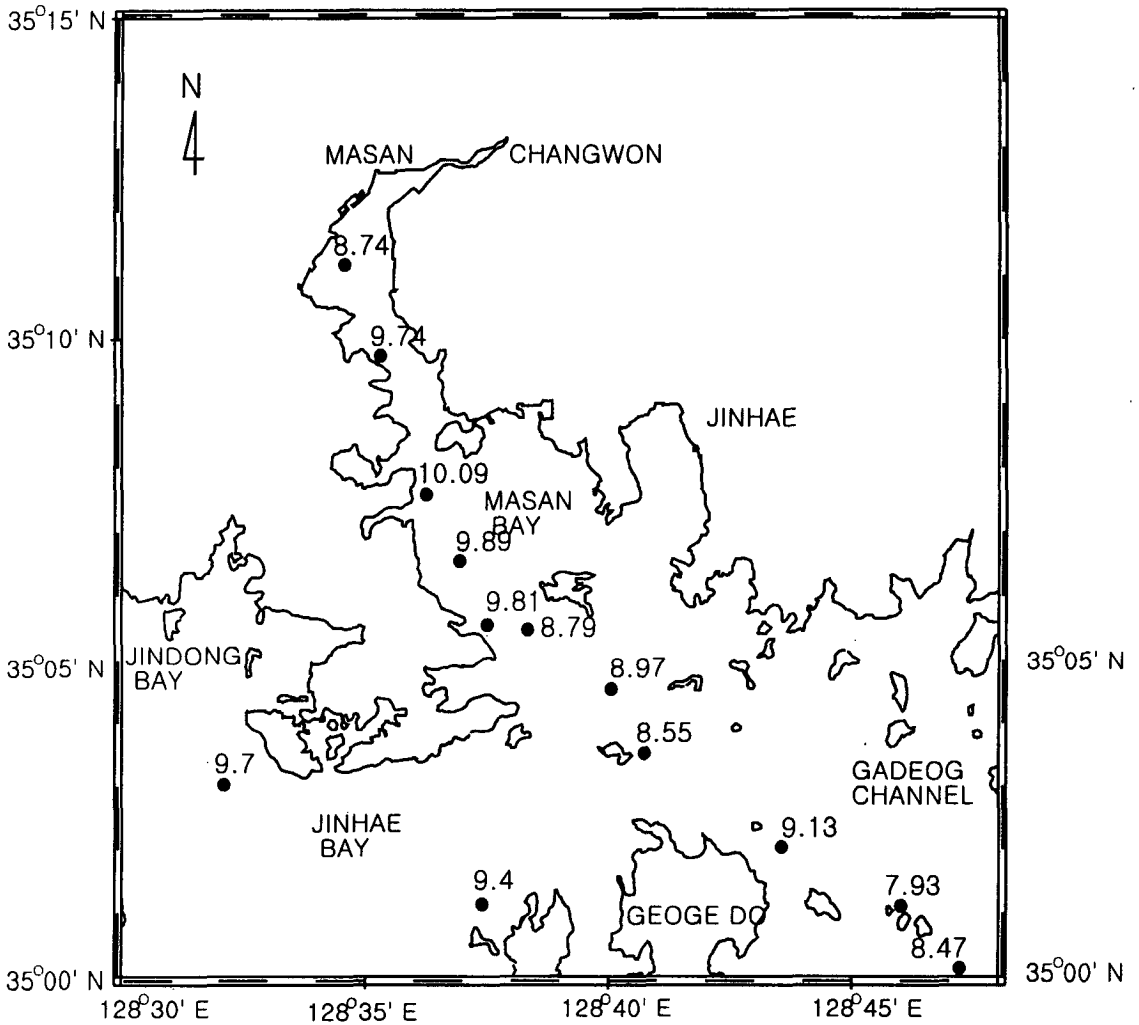 35°15' N
N
MASAN
CHANGWON
8.74
35°10' N
9.74
JINHAE
10.09
MASAN
BAY
9.89
9.81
8.79
JINDONG
BAY
35°05' N
35°05' N
8.97
8.55
9.7
GADEOG
CHANNEL
JINHAE
BAY
9.13
9.4
7.93
GEOGE DO
8.47
35°00' N
35°00' N
128°30' E
128°35' E
128°40' E
128°45' E